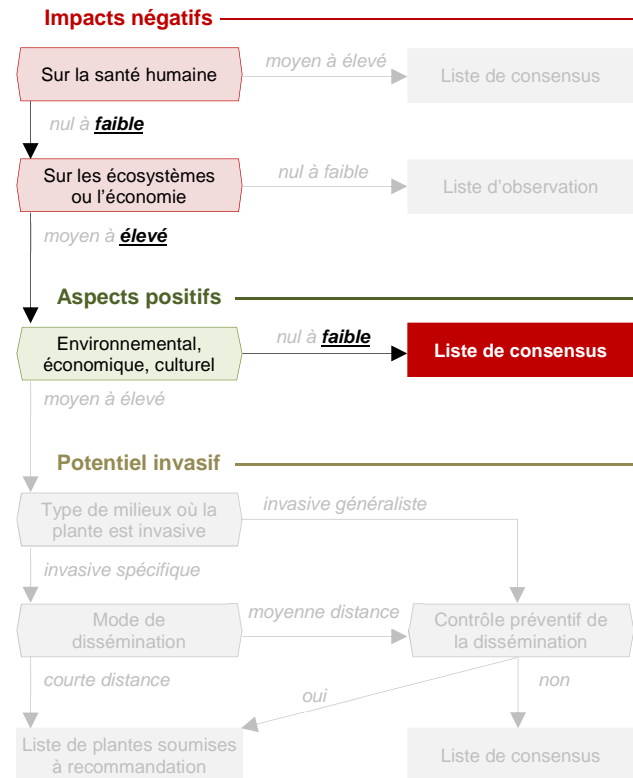 Impacts négatifs
Sur la santé humaine
moyen à élevé
Liste de consensus
nul à faible
Sur les écosystèmes
ou l'économie
nul à faible
Liste d'observation
moyen à élevé
Aspects positifs
Environnemental,
économique, culturel
nul à faible
Liste de consensus
moyen à élevé
Potentiel invasif
Type de milieux où la
plante est invasive
invasive généraliste
invasive spécifique
Mode de
dissémination
moyenne distance
Contrôle préventif de
la dissémination
courte distance
oui
non
Liste de plantes soumises
à recommandation
Liste de consensus